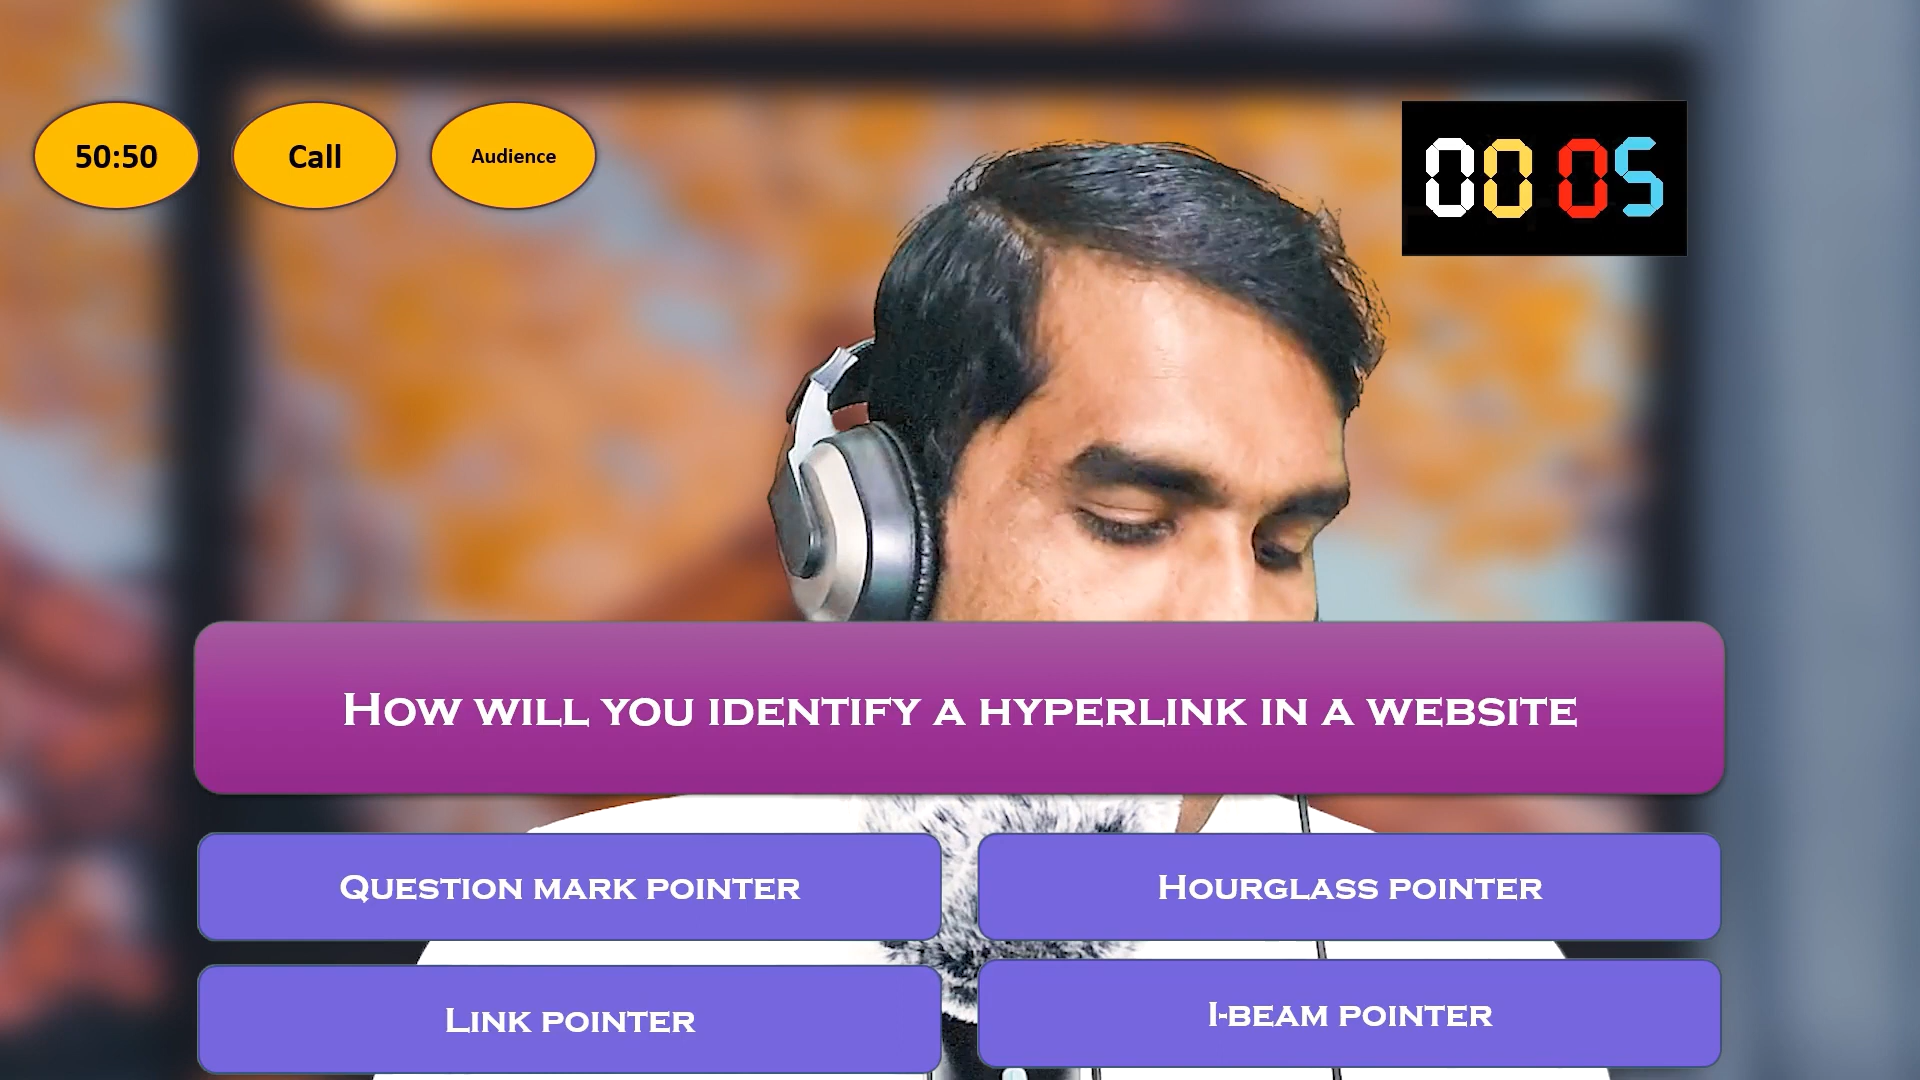 50:50
Call
Audience
00 05
How will you identify a hyperlink in a website
Question mark pointer
Hourglass pointer
Link pointer
I-beam pointer